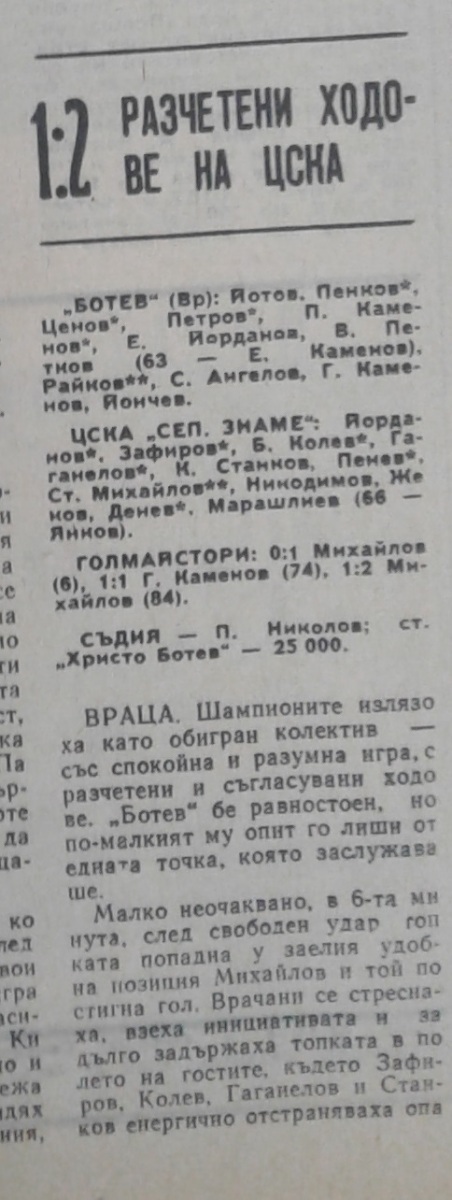 1:2 РАЗЧЕТЕНИ ХОДО-
ВЕ НА ЦСКА
„БОТЕВ" (Вр): Йотов, Пенков*,
Ценов*, Петров*, П. Каме-
нов*, Е. Йорданов, В. Пе-
тков (63 — Е. Каменов),
Райков**, С. Ангелов, Г. Каме-
нов, Йончев.
ЦСКА „СЕП. ЗНАМЕ": Йорда-
нов*, Зафиров*, Б. Колев*, Га-
ганелов*, К. Станков, Пенев*,
Ст. Михайлов**, Никодимов, Же
ков, Денев*, Марашлиев (66 —
Янков).
ГОЛМАЙСТОРИ: 0:1 Михайлов
(6), 1:1 Г. Каменов (74), 1:2 Ми-
хайлов (84).
СЪДИЯ — П. Николов; ст.
„Христо Ботев" — 25 000.
ВРАЦА. Шампионите излязо
ха като обигран колектив —
със спокойна и разумна игра, с
разчетени и съгласувани ходо
ве. „Ботев" бе равностоен, но
по-малкият му опит го лиши от
едната точка, която заслужава
ше.
Малко неочаквано, в 6-та ми
нута, след свободен удар топ
ката попадна у заелия удоб-
на позиция Михайлов и той по
стигна гол. Врачани се стресна-
ха, взеха инициативата и за
дълго задържаха топката в по
лето на гостите, където Зафи-
ров, Колев, Гаганелов и Стан-
ков енергично отстраняваха опа